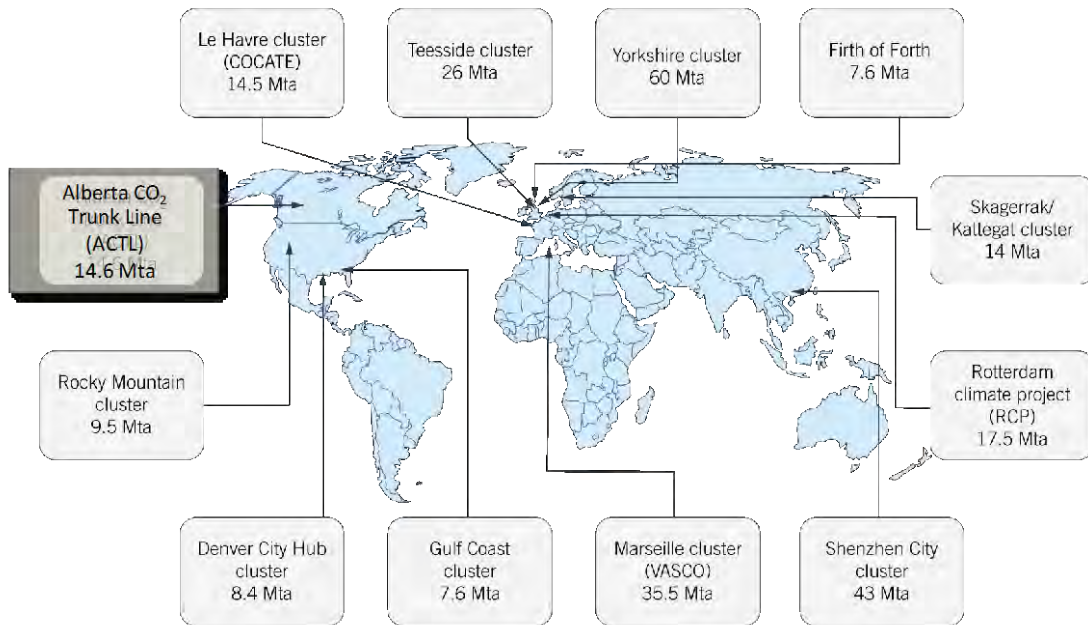 Le Havre cluster
(COCATE)
14.5 Mta
Teesside cluster
26 Mta
Yorkshire cluster
60 Mta
Firth of Forth
7.6 Mta
Alberta CO₂
Trunk Line
(ACTL)
14.6 Mta
Skagerrak/
Kattegat cluster
14 Mta
Rocky Mountain
cluster
9.5 Mta
Rotterdam
climate project
(RCP)
17.5 Mta
Denver City Hub
cluster
8.4 Mta
Gulf Coast
cluster
7.6 Mta
Marseille cluster
(VASCO)
35.5 Mta
Shenzhen City
cluster
43 Mta